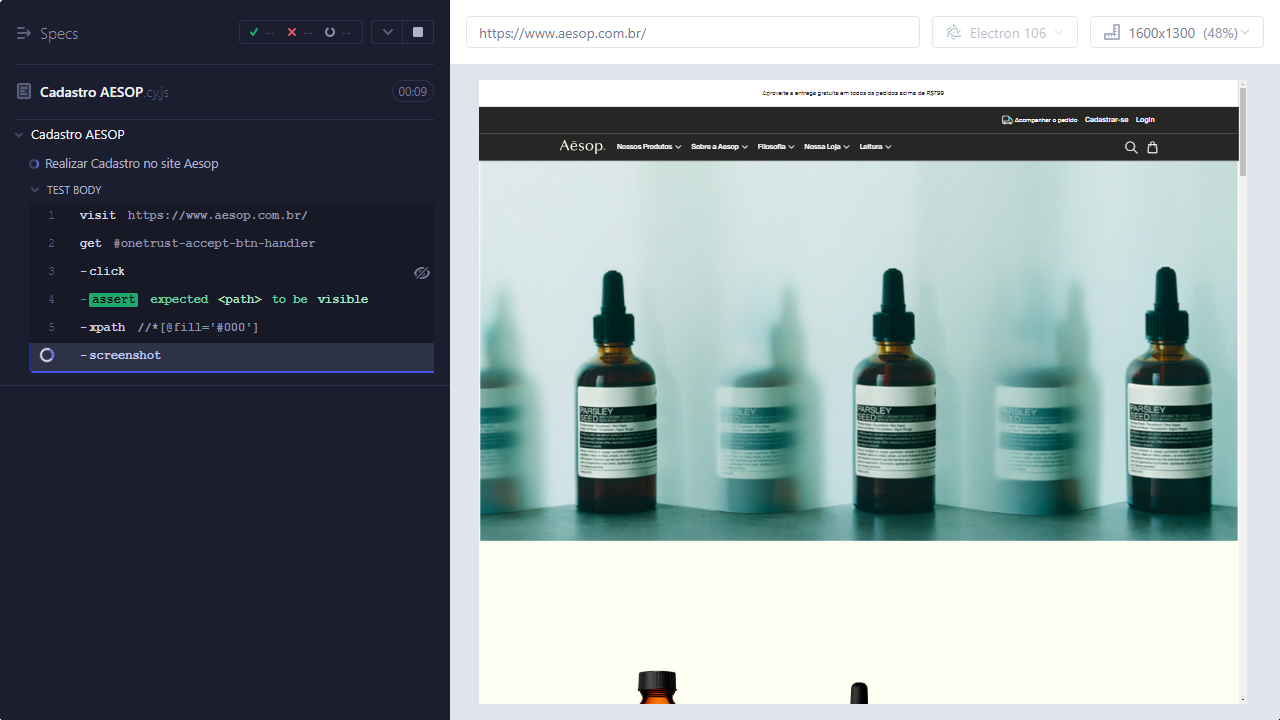 Specs
--
--
--
https://www.aesop.com.br/
Electron 106
1600x1300 (48%)
Cadastro AESOP.cy.js
00:09
Cadastro AESOP
Realizar Cadastro no site Aesop
TEST BODY
1 visit https://www.aesop.com.br/
2 get #onetrust-accept-btn-handler
3 -click
4 -assert expected <path> to be visible
5 -xpath //*[@fill='#000']
-screenshot
Aproveite a entrega gratuita em todos os pedidos acima de R$799
Acompanhar o pedido Cadastrar-se Login
Aēsop. Nossos Produtos Sobre a Aesop Filosofia Nossa Loja Leitura
PARSLEY
SEED
PARSLEY
SEED
PARSLEY
SEED